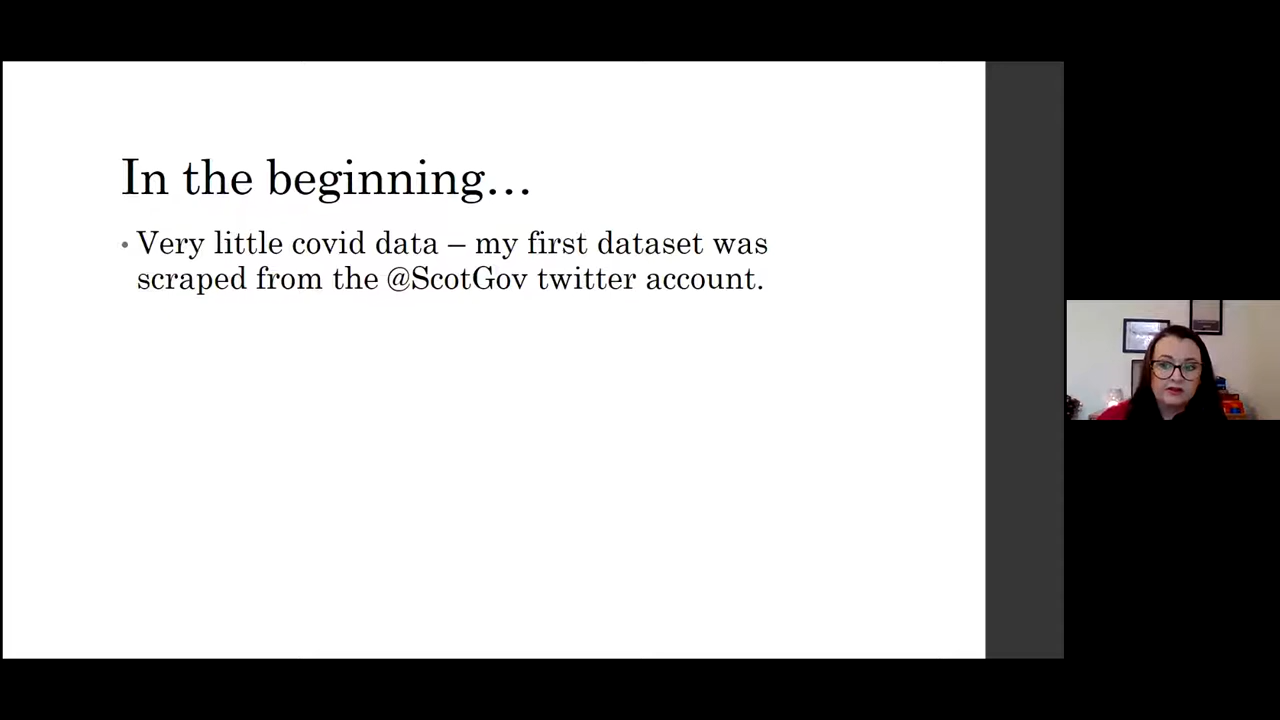 In the beginning…
• Very little covid data – my first dataset was
scraped from the @ScotGov twitter account.